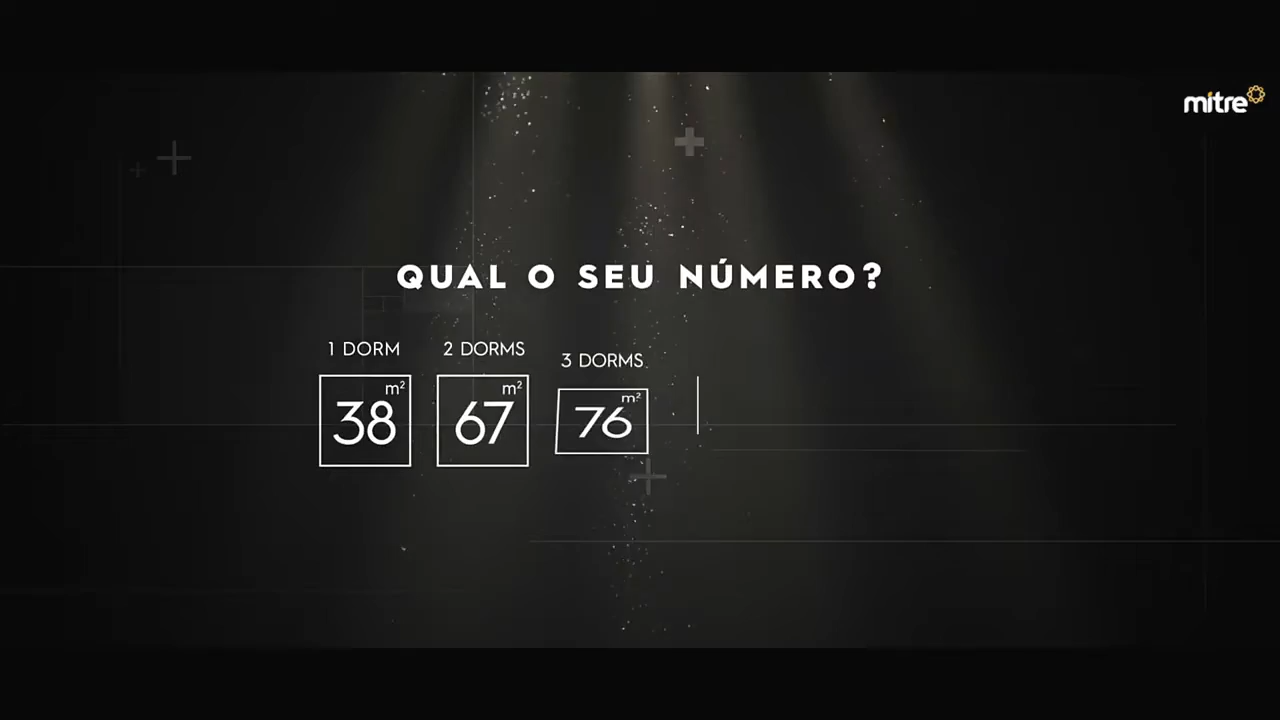 mitre
QUAL O SEU NÚMERO?
1 DORM 2 DORMS 3 DORMS
38 m² 67 m² 76 m²